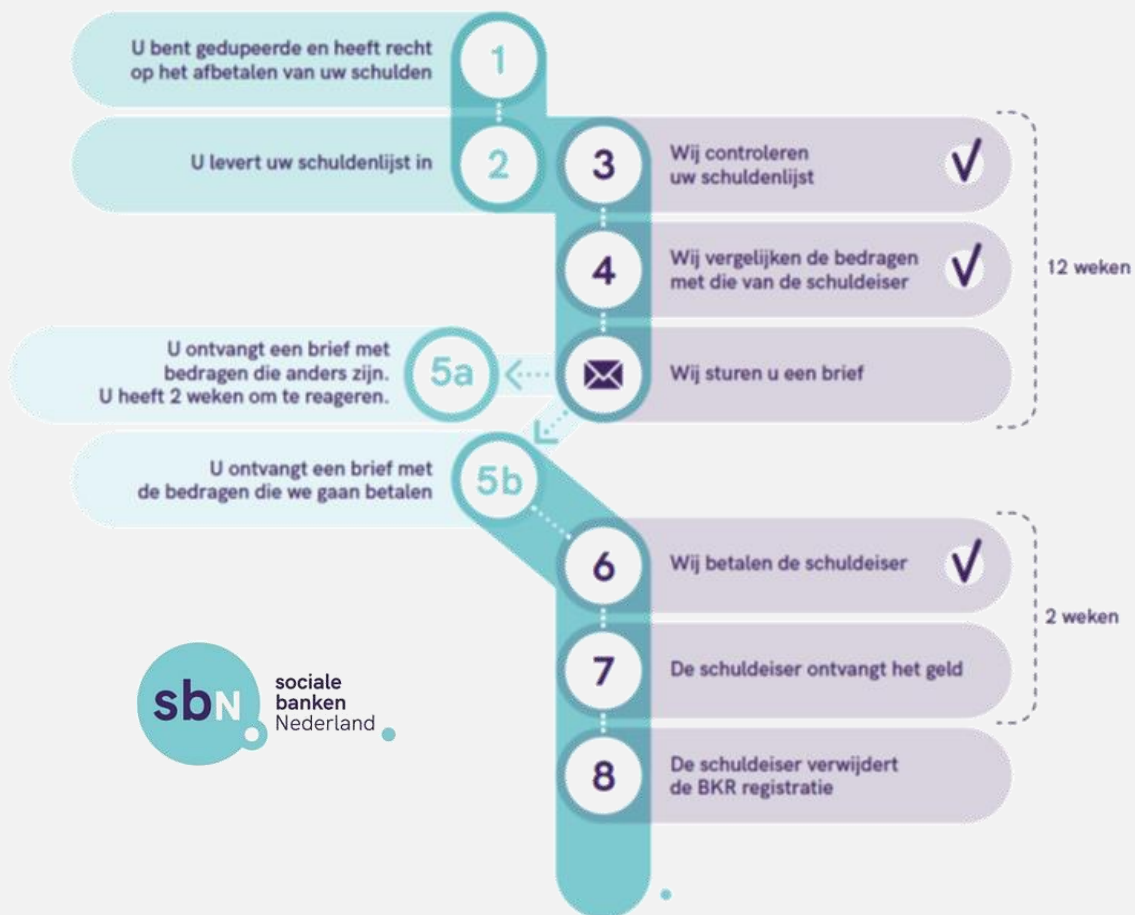 U bent gedupeerde en heeft recht
op het afbetalen van uw schulden
1
U levert uw schuldenlijst in
2
3
Wij controleren
uw schuldenlijst
4
Wij vergelijken de bedragen
met die van de schuldeiser
12 weken
U ontvangt een brief met
bedragen die anders zijn.
U heeft 2 weken om te reageren.
5a
Wij sturen u een brief
U ontvangt een brief met
de bedragen die we gaan betalen
5b
6
Wij betalen de schuldeiser
2 weken
7
De schuldeiser ontvangt het geld
8
De schuldeiser verwijdert
de BKR registratie
sbN
sociale
banken
Nederland